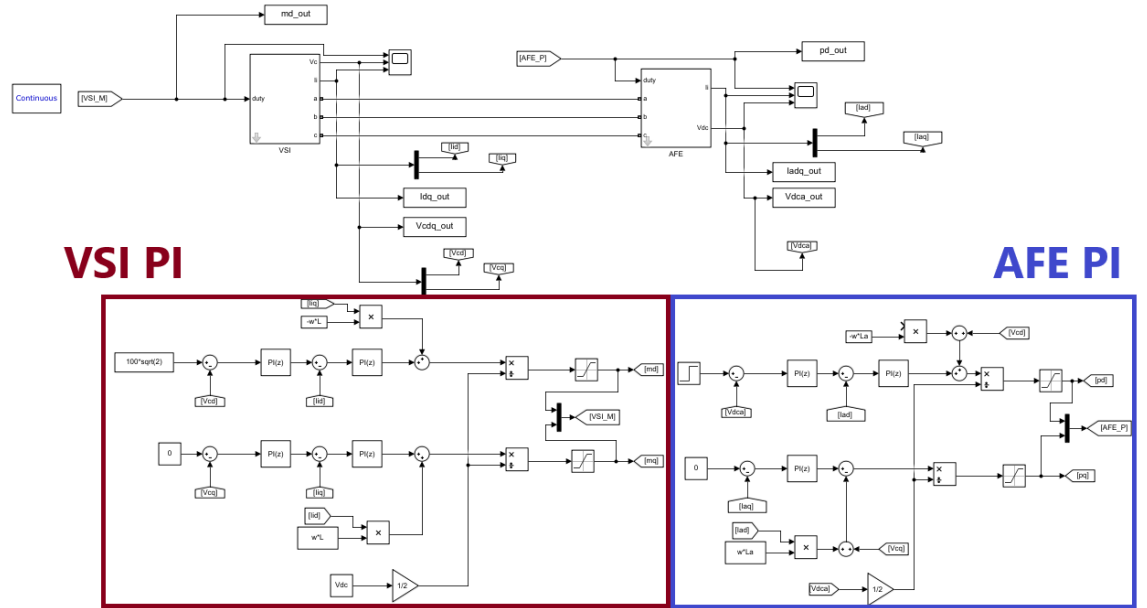 md_out
[AFE_P]
pd_out
Continuous
[VSI_M]
duty
Vc
Ii
a
b
c
VSI
duty
a
b
c
Ii
Vdc
AFE
[Iad]
[Iaq]
[Iid]
[Iiq]
Idq_out
Vcdq_out
Iadq_out
Vdca_out
[Vcd]
[Vcq]
[Vdca]
VSI PI
AFE PI
[Iiq]
-w*L
×
100*sqrt(2)
PI(z)
PI(z)
×
÷
[md]
[Vcd]
[Iid]
[VSI_M]
0
PI(z)
PI(z)
×
÷
[mq]
[Vcq]
[Iiq]
[Iid]
w*L
×
Vdc
1/2
-w*La
×
[Vcd]
PI(z)
PI(z)
×
÷
[pd]
[Vdca]
[Iad]
[AFE_P]
0
PI(z)
×
÷
[pq]
[Iaq]
[Iad]
w*La
×
[Vcq]
[Vdca]
1/2